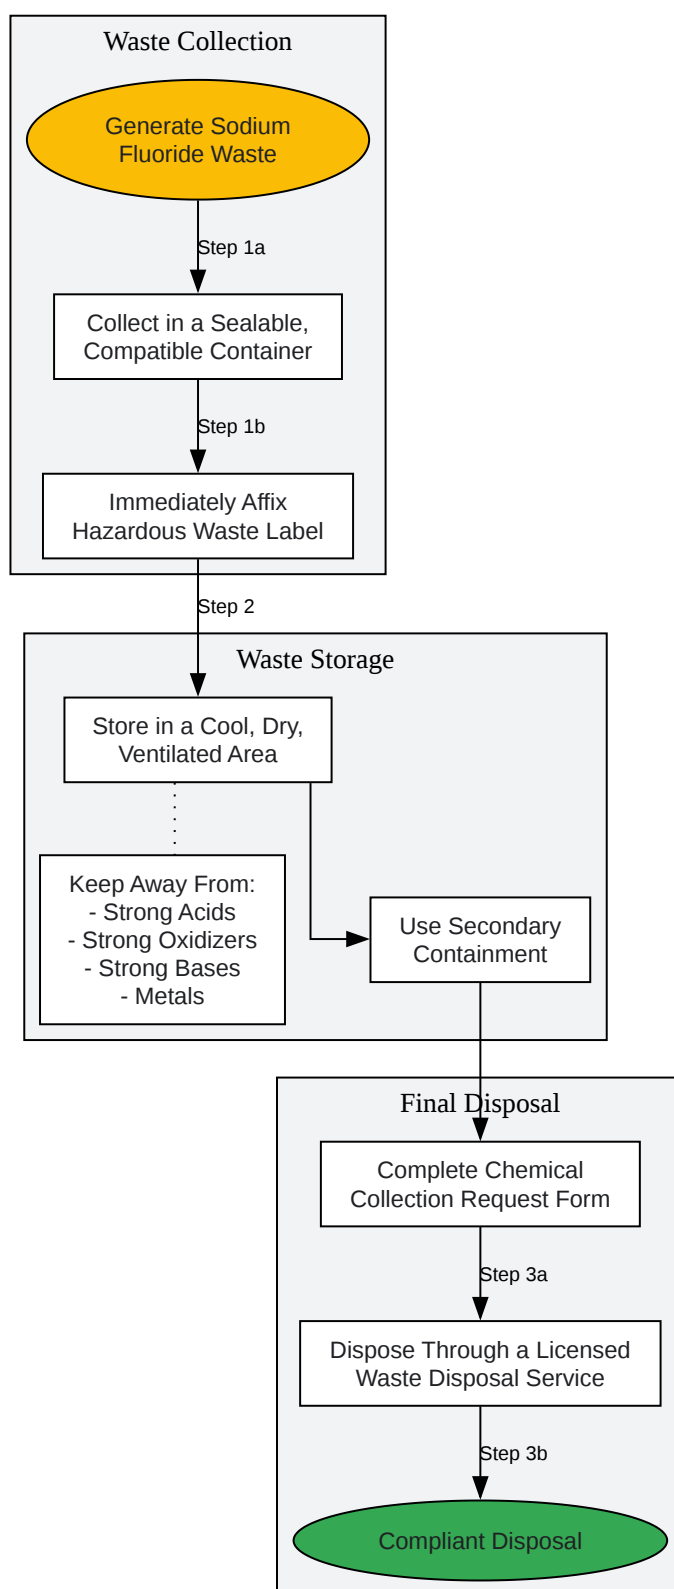 Waste Collection
Generate Sodium
Fluoride Waste
Step 1a
Collect in a Sealable,
Compatible Container
Step 1b
Immediately Affix
Hazardous Waste Label
Step 2
Waste Storage
Store in a Cool, Dry,
Ventilated Area
Keep Away From:
- Strong Acids
- Strong Oxidizers
- Strong Bases
- Metals
Use Secondary
Containment
Final Disposal
Complete Chemical
Collection Request Form
Step 3a
Dispose Through a Licensed
Waste Disposal Service
Step 3b
Compliant Disposal